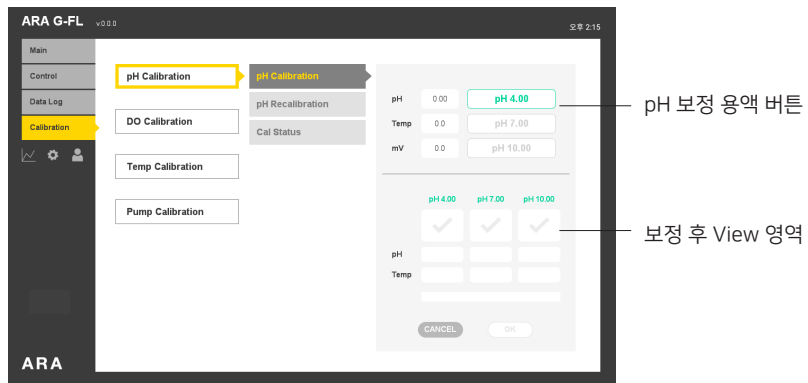 ARA G-FL v.0.0.0
오후 2:15
Main
Control
Data Log
Calibration
pH Calibration
DO Calibration
Temp Calibration
Pump Calibration
pH Calibration
pH Recalibration
Cal Status
pH 0.00 pH 4.00
Temp 0.0 pH 7.00
mV 0.0 pH 10.00
pH 4.00 pH 7.00 pH 10.00
pH
Temp
CANCEL OK
pH 보정 용액 버튼
보정 후 View 영역
ARA